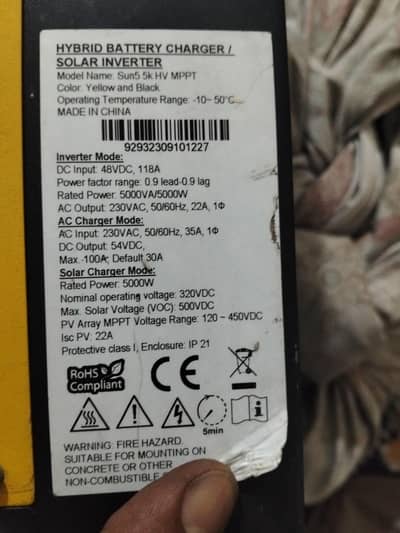 HYBRID BATTERY CHARGER /
SOLAR INVERTER
Model Name: Sun5 5k HV MPPT
Color: Yellow and Black
Operating Temperature Range: -10~ 50°C
MADE IN CHINA
92932309101227
Inverter Mode:
DC Input: 48VDC, 118A
Power factor range: 0.9 lead-0.9 lag
Rated Power: 5000VA/5000W
AC Output: 230VAC, 50/60Hz, 22A, 1Φ
AC Charger Mode:
AC Input: 230VAC, 50/60Hz, 35A, 1Φ
DC Output: 54VDC,
Max. 100A; Default 30A
Solar Charger Mode:
Rated Power: 5000W
Nominal operating voltage: 320VDC
Max. Solar Voltage (VOC): 500VDC
PV Array MPPT Voltage Range: 120 ~ 450VDC
Isc PV: 22A
Protective class I, Enclosure: IP 21
RoHS
Compliant
CE
5min
WARNING: FIRE HAZARD.
SUITABLE FOR MOUNTING ON
CONCRETE OR OTHER
NON-COMBUSTIBLE